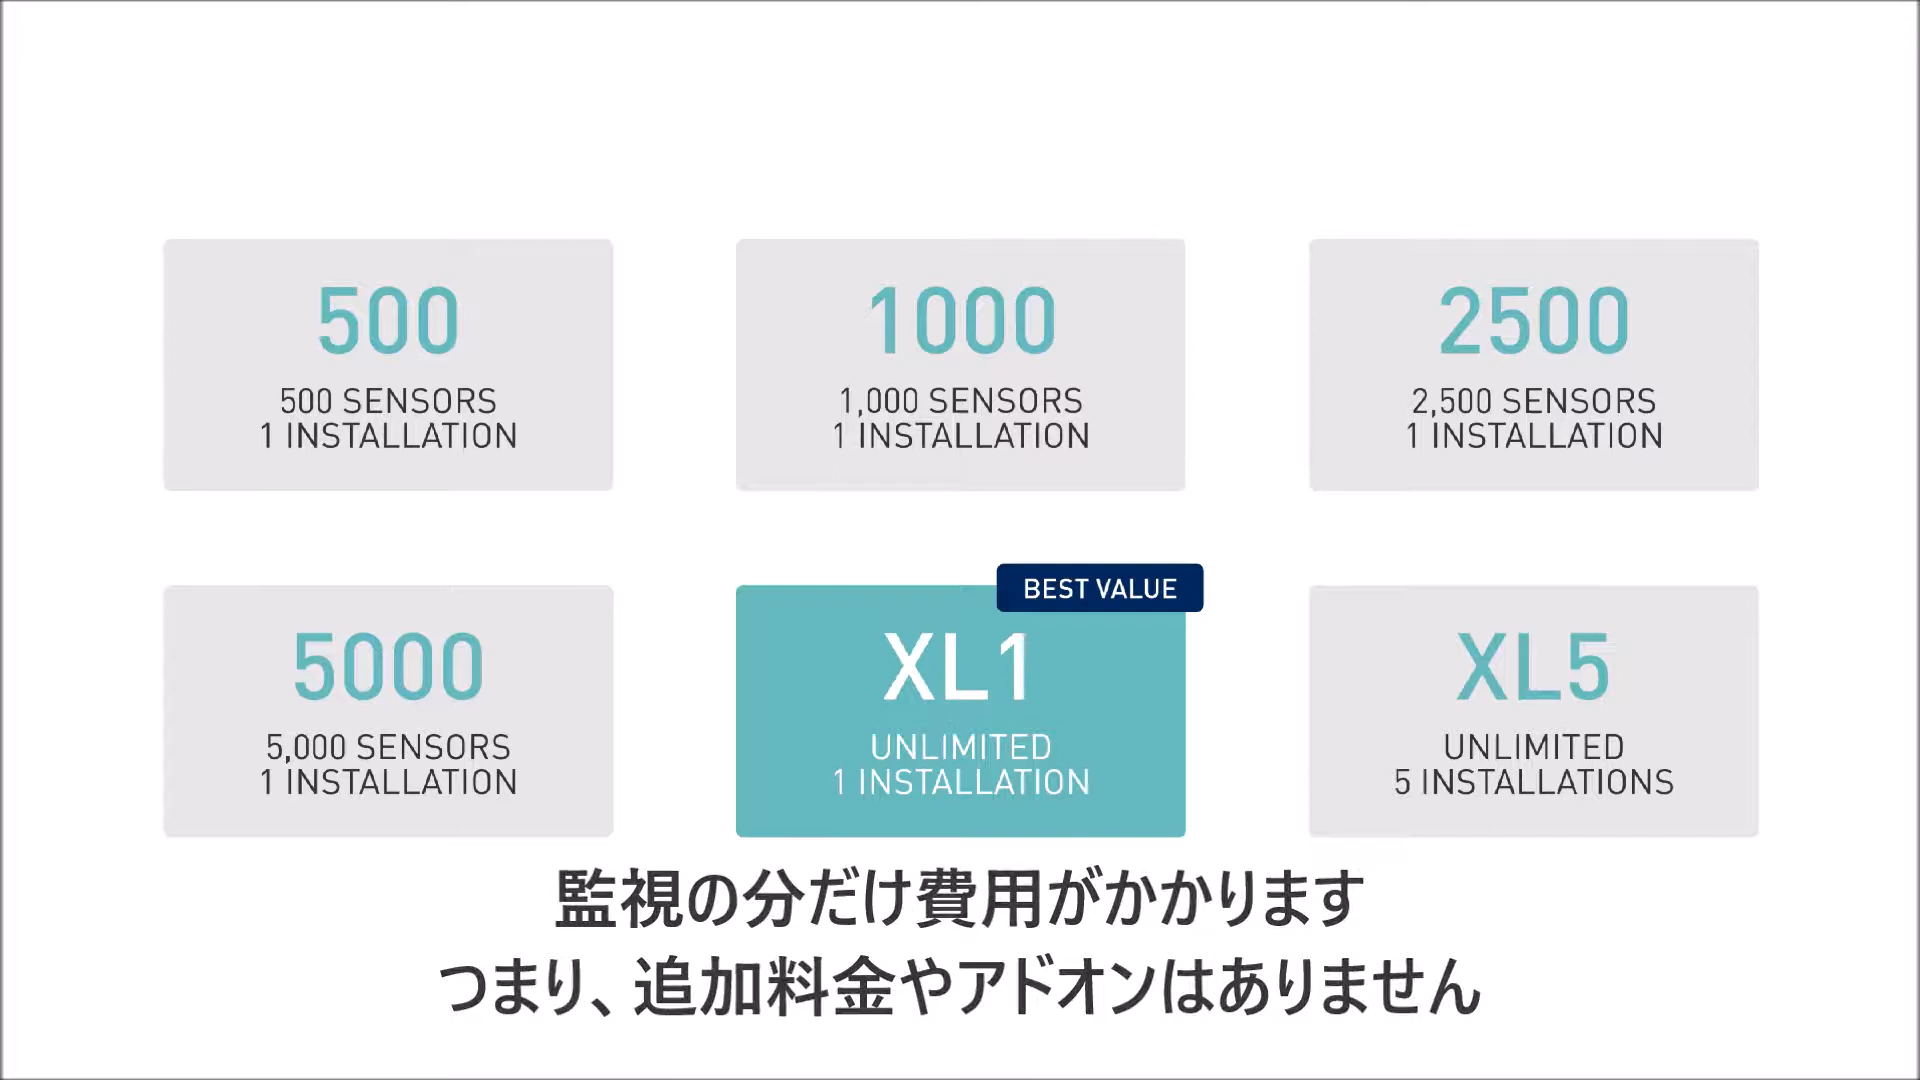 500
500 SENSORS
1 INSTALLATION
1000
1,000 SENSORS
1 INSTALLATION
2500
2,500 SENSORS
1 INSTALLATION
5000
5,000 SENSORS
1 INSTALLATION
BEST VALUE
XL1
UNLIMITED
1 INSTALLATION
XL5
UNLIMITED
5 INSTALLATIONS
監視の分だけ費用がかかります
つまり、追加料金やアドオンはありません